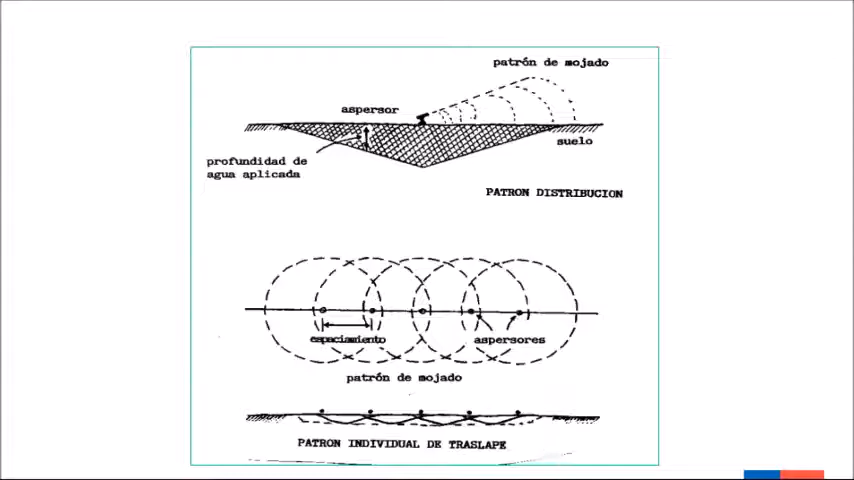 patrón de mojado
aspersor
suelo
profundidad de
agua aplicada
PATRON DISTRIBUCION
espaciamiento
aspersores
patrón de mojado
PATRON INDIVIDUAL DE TRASLAPE